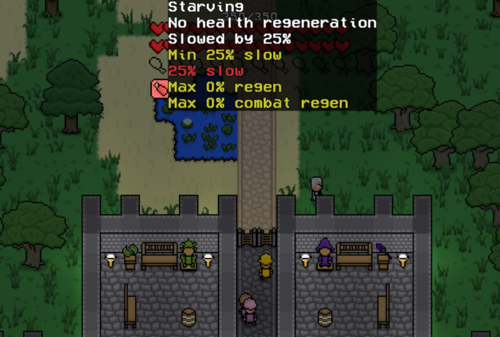 Starving
No health regeneration
Slowed by 25%
Min 25% slow
25% slow
Max 0% regen
Max 0% combat regen